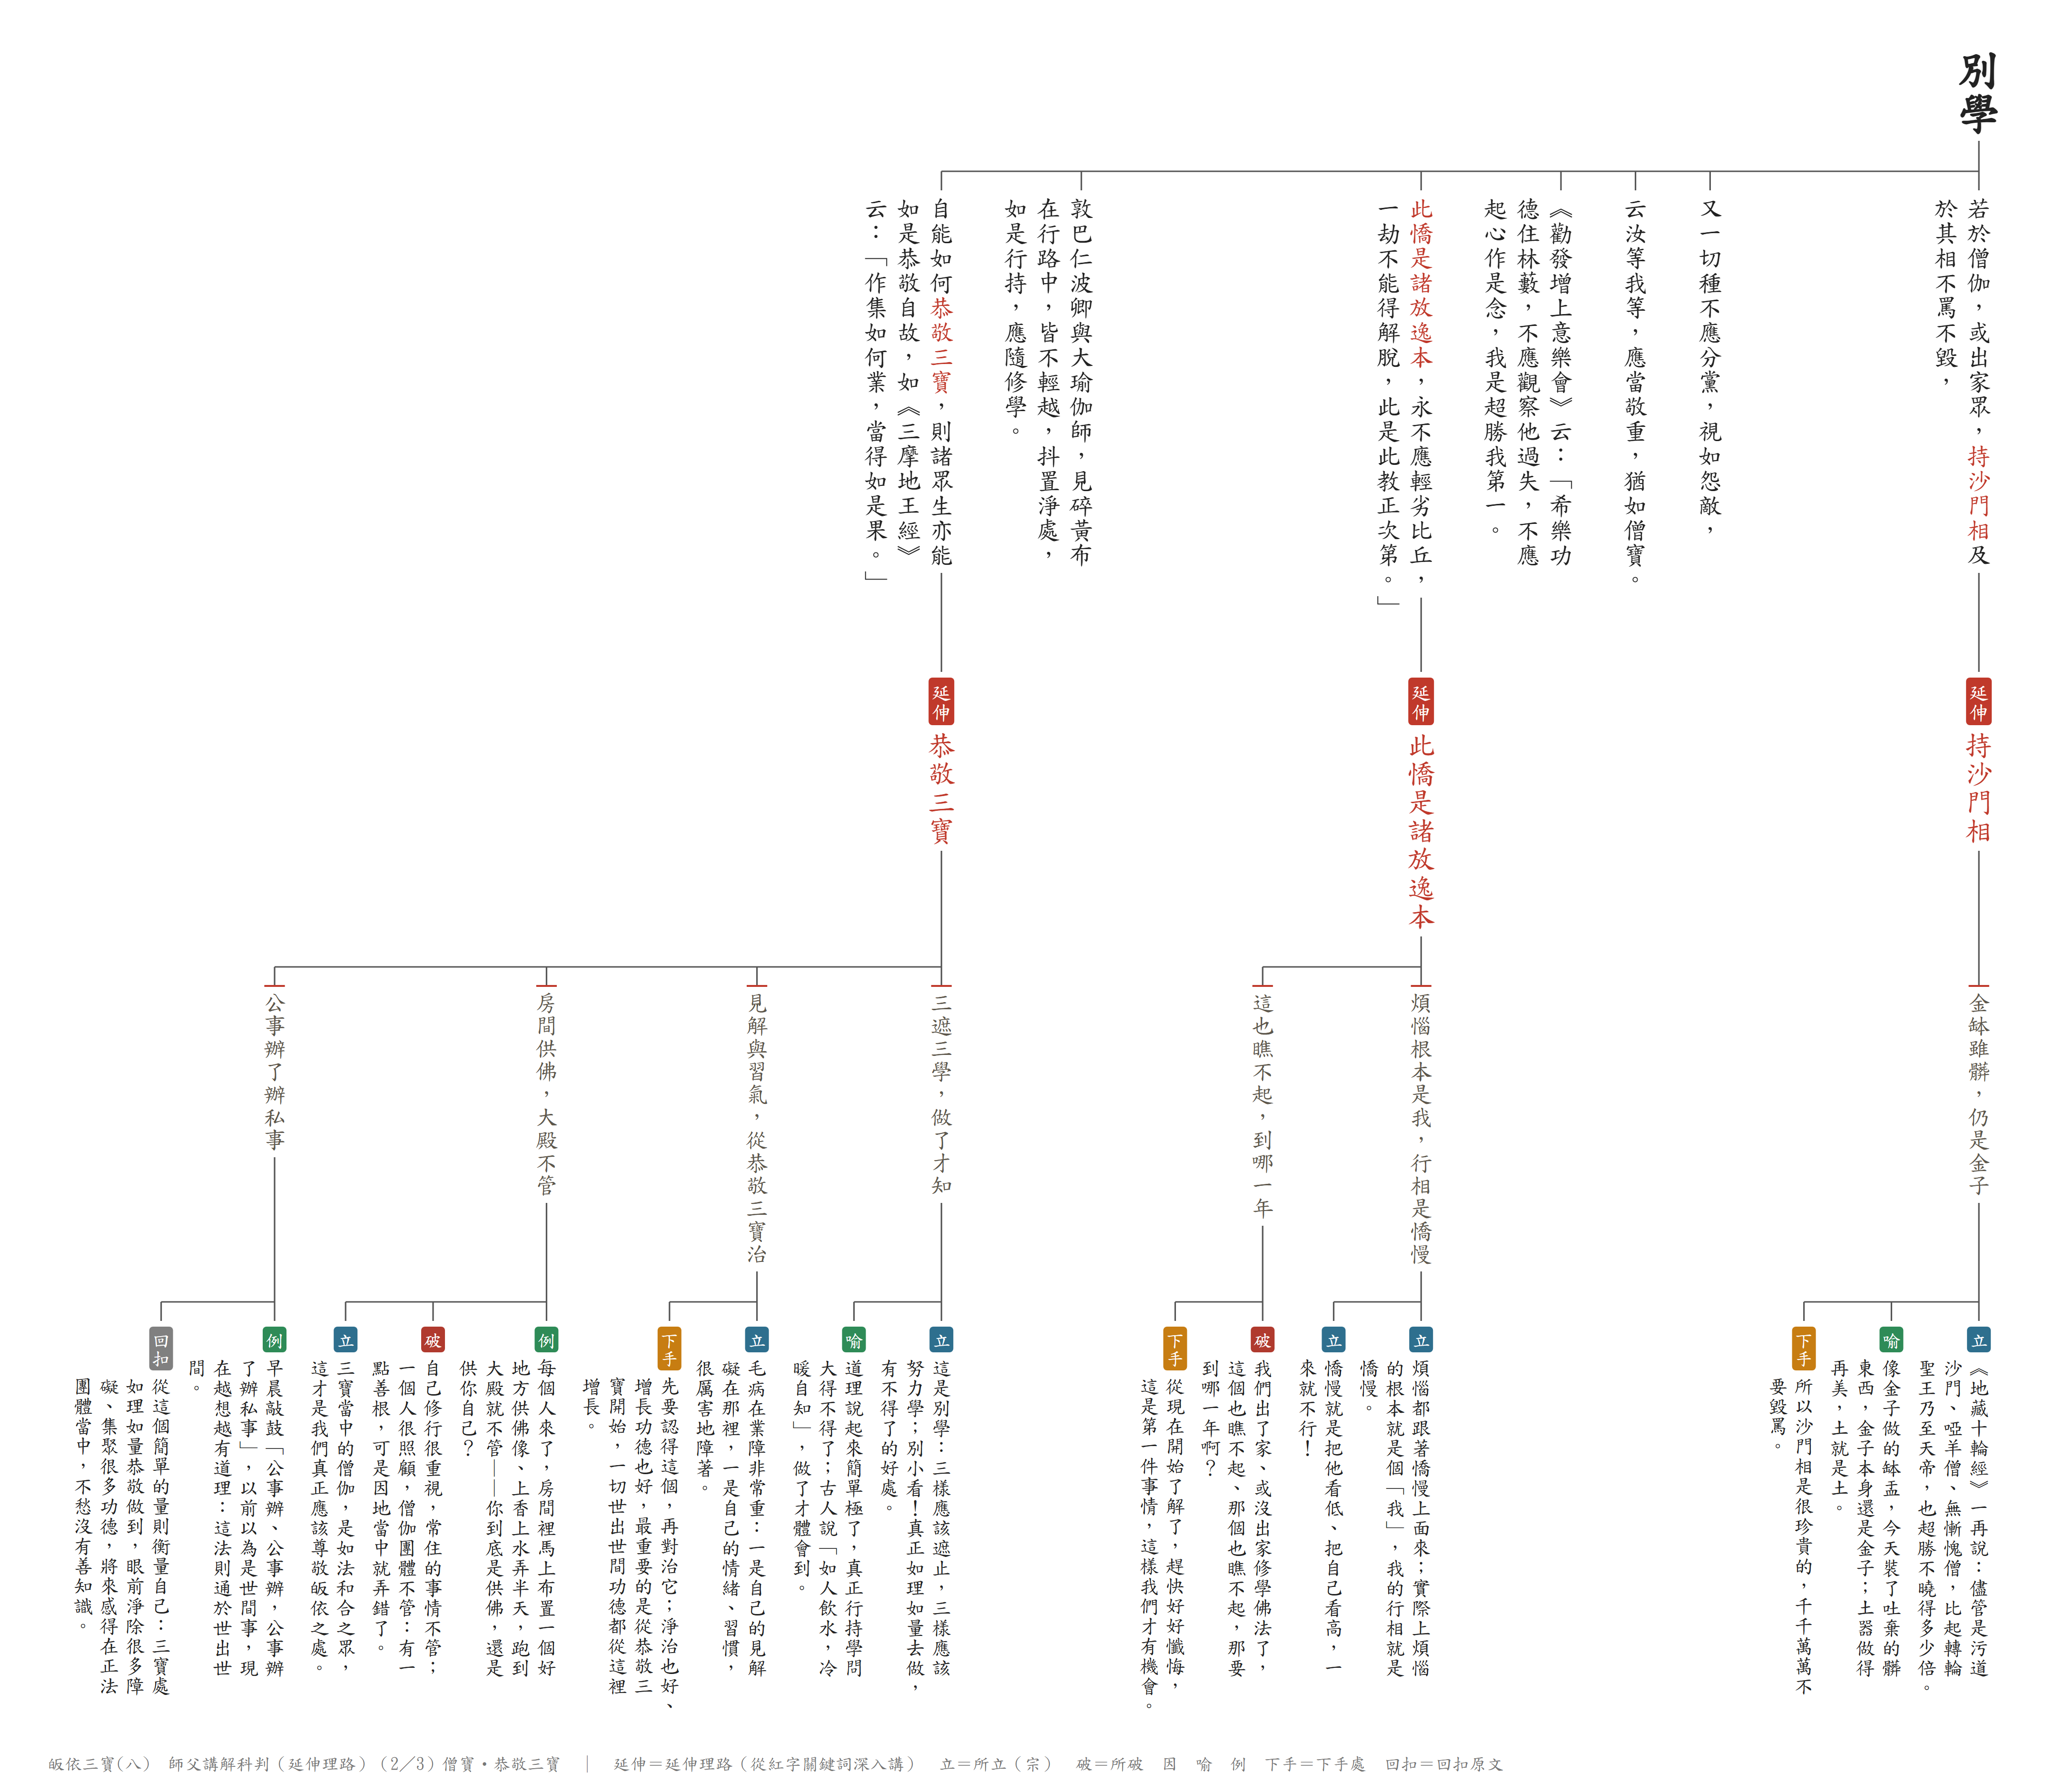 別學
若於僧伽，或出家眾，持沙門相及
於其相不罵不毀，
又一切種不應分黨，視如怨敵，
云汝等我等，應當敬重，猶如僧寶。
《勸發增上意樂會》云：「希樂功
德住林藪，不應觀察他過失，不應
起心作是念，我是超勝我第一。
此憍是諸放逸本，永不應輕劣比丘，
一劫不能得解脫，此是此教正次第。」
敦巴仁波卿與大瑜伽師，見碎黃布
在行路中，皆不輕越，抖置淨處，
如是行持，應隨修學。
自能如何恭敬三寶，則諸眾生亦能
如是恭敬自故，如《三摩地王經》
云：「作集如何業，當得如是果。」
延伸
持沙門相
延伸
此憍是諸放逸本
延伸
恭敬三寶
金缽雖髒，仍是金子
煩惱根本是我，行相是憍慢
這也瞧不起，到哪一年
三遮三學，做了才知
見解與習氣，從恭敬三寶治
房間供佛，大殿不管
公事辦了辦私事
立
《地藏十輪經》一再說：儘管是污道
沙門、啞羊僧、無慚愧僧，比起轉輪
聖王乃至天帝，也超勝不曉得多少倍。
喻
像金子做的缽盂，今天裝了吐棄的髒
東西，金子本身還是金子；土器做得
再美，土就是土。
下手
所以沙門相是很珍貴的，千千萬萬不
要毀罵。
立
煩惱都跟著憍慢上面來；實際上煩惱
的根本就是個「我」，我的行相就是
憍慢。
立
憍慢就是把他看低、把自己看高，一
來就不行！
破
我們出了家、或沒出家修學佛法了，
這個也瞧不起、那個也瞧不起，那要
到哪一年啊？
下手
從現在開始了解了，趕快好好懺悔，
這是第一件事情，這樣我們才有機會。
立
這是別學：三樣應該遮止，三樣應該
努力學；別小看！真正如理如量去做，
有不得了的好處。
喻
道理說起來簡單極了，真正行持學問
大得不得了；古人說「如人飲水，冷
暖自知」，做了才體會到。
立
毛病在業障非常重：一是自己的見解
礙在那裡，一是自己的情緒、習慣，
很厲害地障著。
下手
先要認得這個，再對治它；淨治也好、
增長功德也好，最重要的是從恭敬三
寶開始，一切世出世間功德都從這裡
增長。
例
每個人來了，房間裡馬上布置一個好
地方供佛像、上香上水弄半天，跑到
大殿就不管——你到底是供佛，還是
供你自己？
破
自己修行很重視，常住的事情不管；
一個人很照顧，僧伽團體不管：有一
點善根，可是因地當中就弄錯了。
立
三寶當中的僧伽，是如法和合之眾，
這才是我們真正應該尊敬皈依之處。
例
早晨敲鼓「公事辦、公事辦，公事辦
了辦私事」，以前以為是世間事，現
在越想越有道理：這法則通於世出世
間。
回扣
從這個簡單的量則衡量自己：三寶處
如理如量恭敬做到，眼前淨除很多障
礙、集聚很多功德，將來感得在正法
團體當中，不愁沒有善知識。
皈依三寶（八）　師父講解科判（延伸理路）（2／3）僧寶・恭敬三寶　｜　延伸＝延伸理路（從紅字關鍵詞深入講）　立＝所立（宗）　破＝所破　因　喻　例　下手＝下手處　回扣＝回扣原文